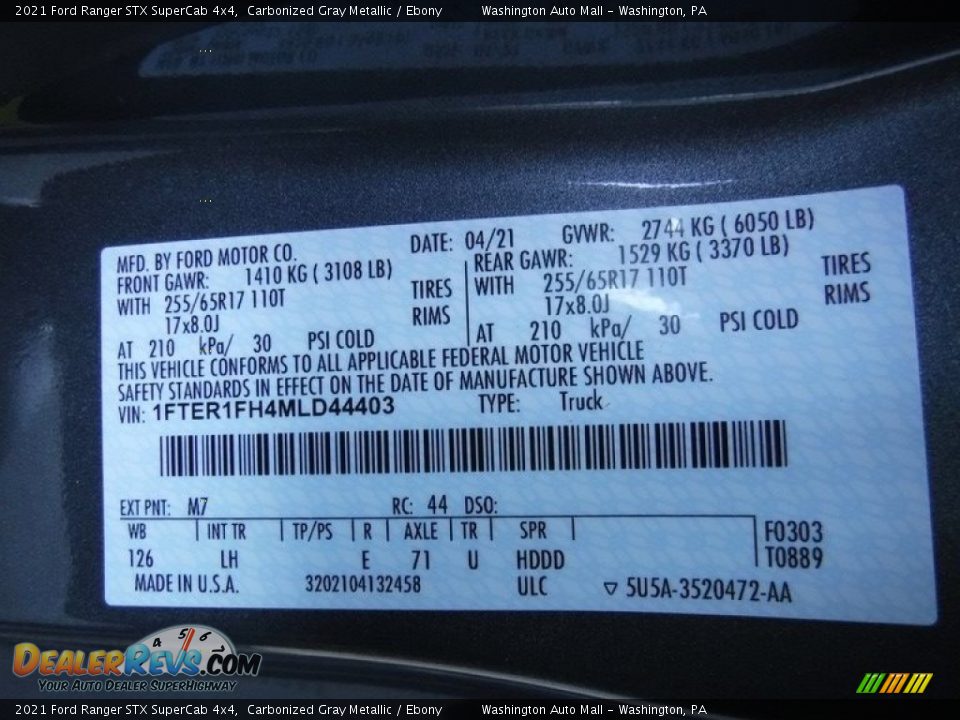 2021 Ford Ranger STX SuperCab 4x4, Carbonized Gray Metallic / Ebony Washington Auto Mall - Washington, PA
MFD. BY FORD MOTOR CO. DATE: 04/21 GVWR: 2744 KG ( 6050 LB)
FRONT GAWR: 1410 KG ( 3108 LB) REAR GAWR: 1529 KG ( 3370 LB)
WITH 255/65R17 110T TIRES WITH 255/65R17 110T TIRES
17x8.0J RIMS 17x8.0J RIMS
AT 210 kPa/ 30 PSI COLD AT 210 kPa/ 30 PSI COLD
THIS VEHICLE CONFORMS TO ALL APPLICABLE FEDERAL MOTOR VEHICLE
SAFETY STANDARDS IN EFFECT ON THE DATE OF MANUFACTURE SHOWN ABOVE.
VIN: 1FTER1FH4MLD44403 TYPE: Truck
EXT PNT: M7 RC: 44 DSO:
WB INT TR TP/PS R AXLE TR SPR F0303
126 LH E 71 U HDDD T0889
MADE IN U.S.A. 3202104132458 ULC ▽ 5U5A-3520472-AA
4 5 6
DealerRevs.com
Your Auto Dealer SuperHighway
2021 Ford Ranger STX SuperCab 4x4, Carbonized Gray Metallic / Ebony Washington Auto Mall - Washington, PA